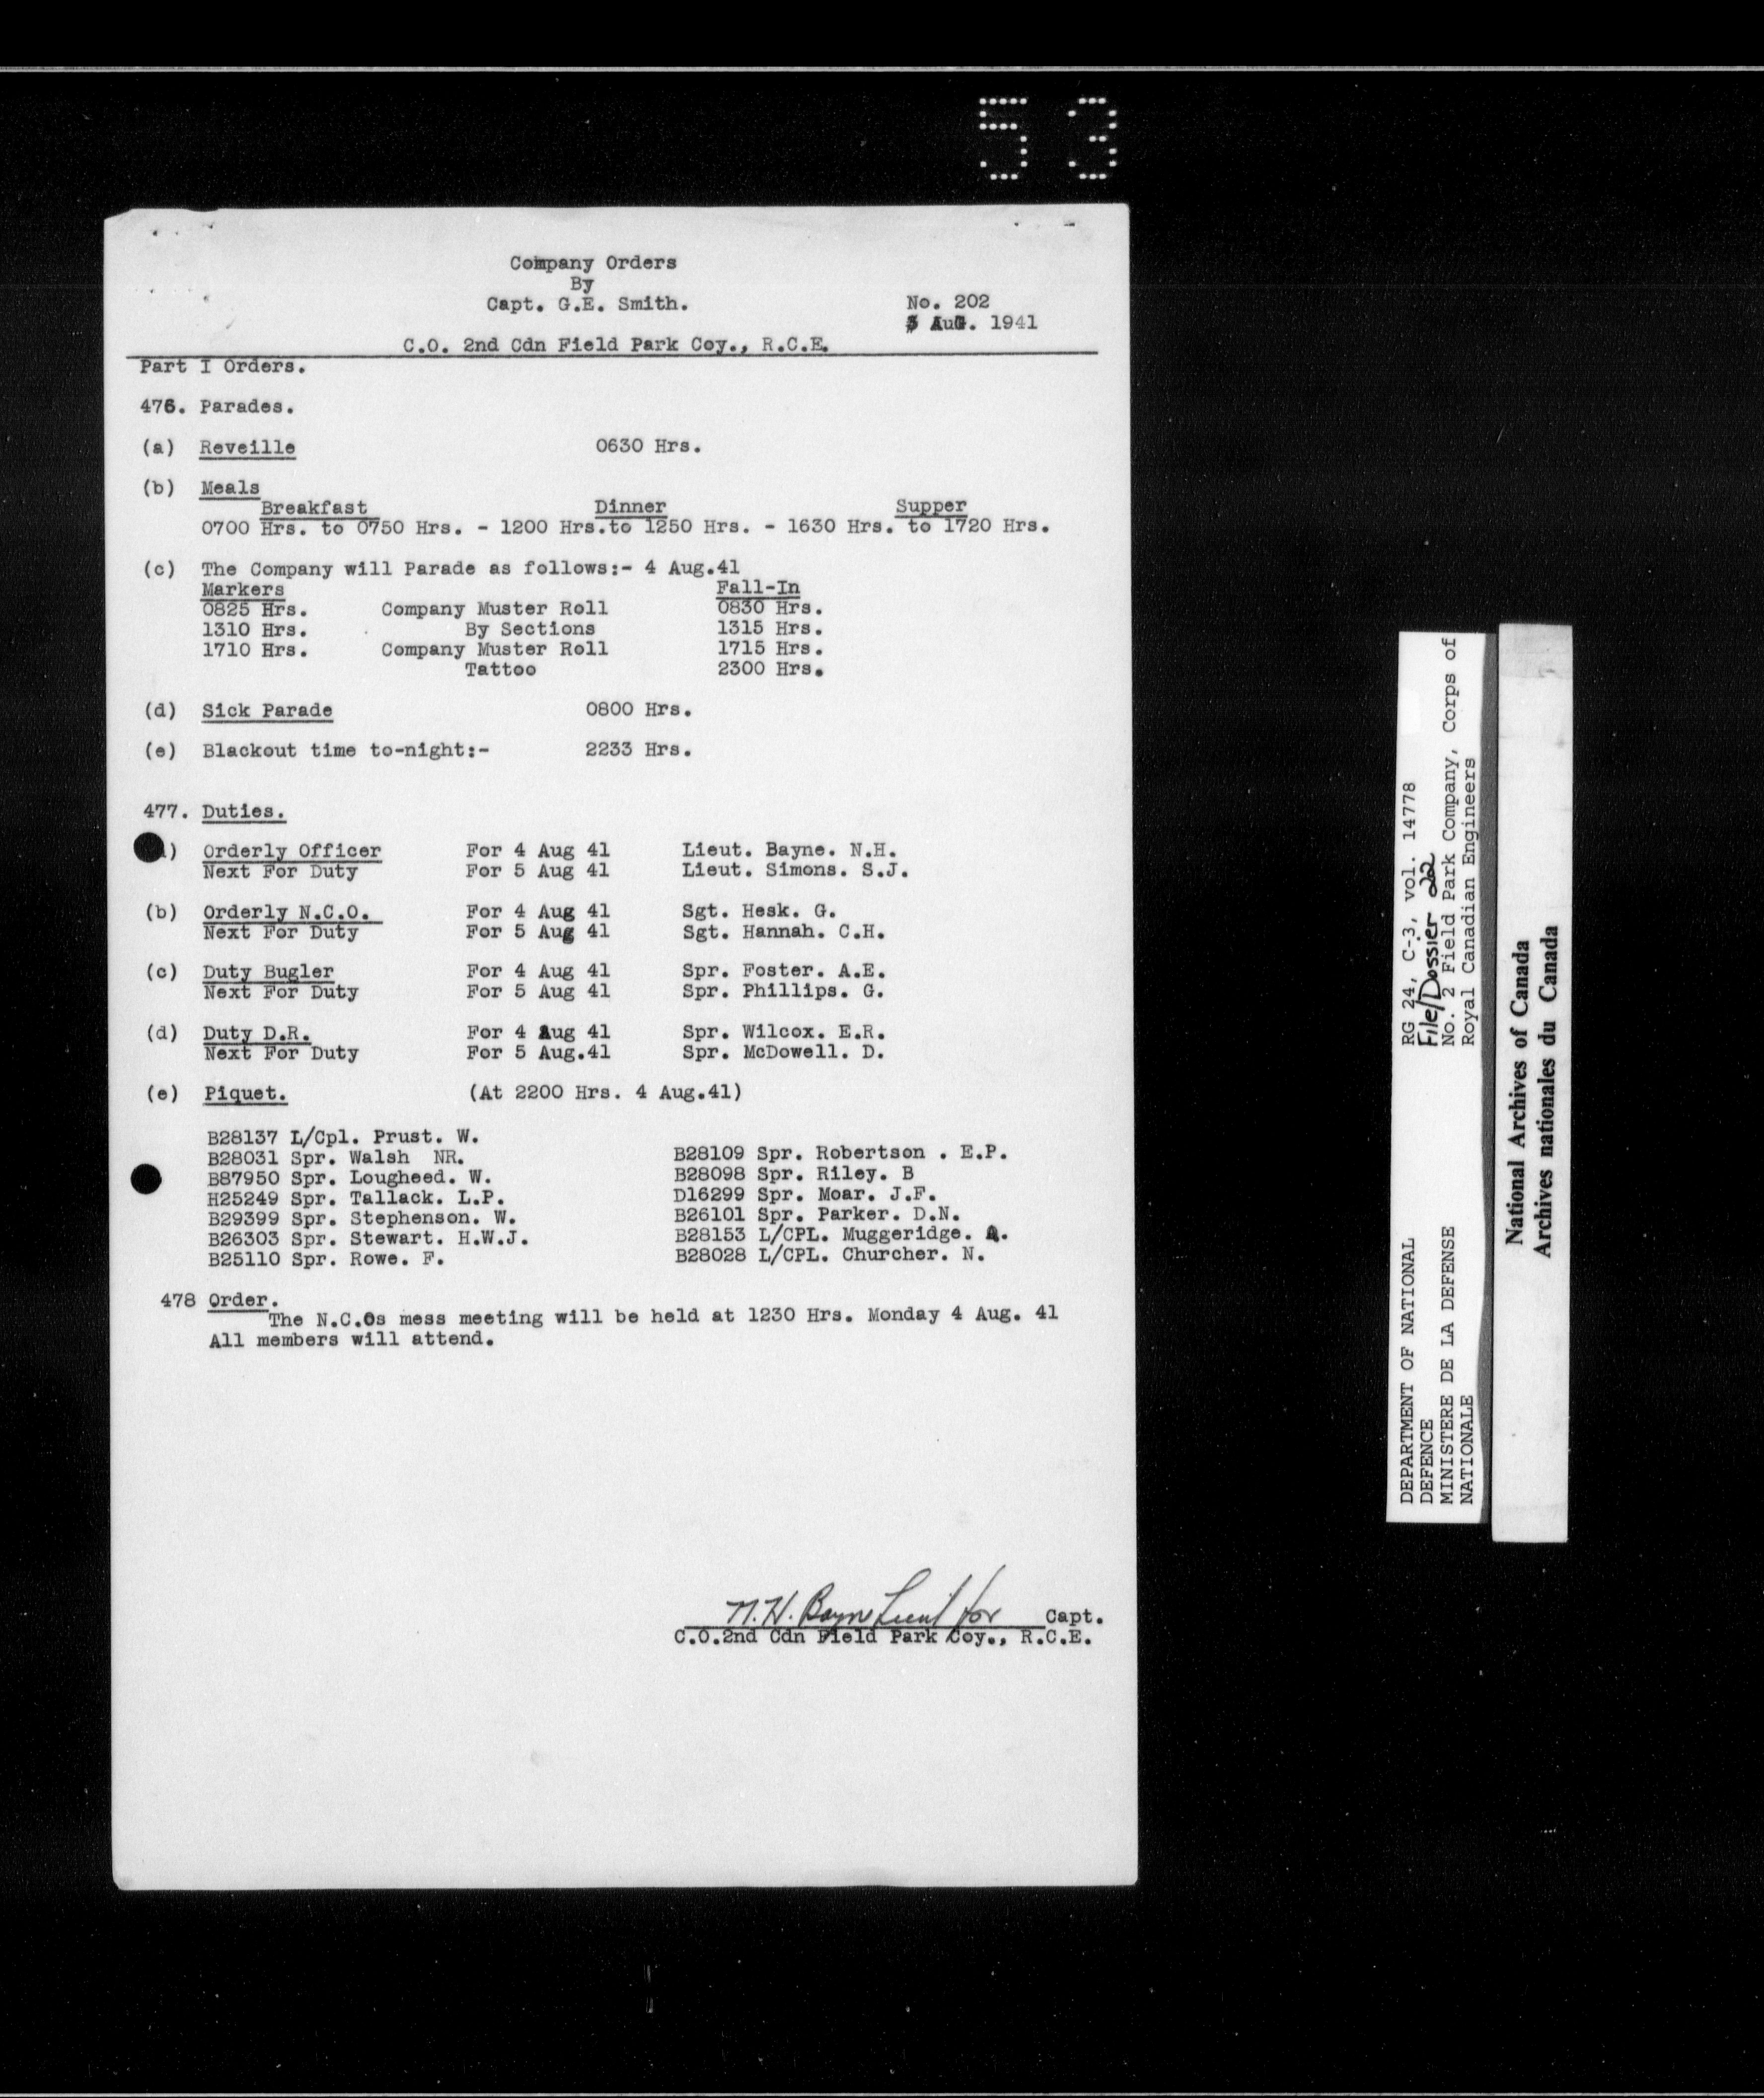 53
Company Orders
By
Capt. G.E. Smith.
No. 202
3 Aug. 1941
C.O. 2nd Cdn Field Park Coy., R.C.E.
Part I Orders.
476. Parades.
(a) Reveille 0630 Hrs.
(b) Meals
Breakfast Dinner Supper
0700 Hrs. to 0750 Hrs. - 1200 Hrs.to 1250 Hrs. - 1630 Hrs. to 1720 Hrs.
(c) The Company will Parade as follows:- 4 Aug.41
Markers Fall-In
0825 Hrs. Company Muster Roll 0830 Hrs.
1310 Hrs. By Sections 1315 Hrs.
1710 Hrs. Company Muster Roll 1715 Hrs.
Tattoo 2300 Hrs.
(d) Sick Parade 0800 Hrs.
(e) Blackout time to-night:- 2233 Hrs.
477. Duties.
) Orderly Officer For 4 Aug 41 Lieut. Bayne. N.H.
Next For Duty For 5 Aug 41 Lieut. Simons. S.J.
(b) Orderly N.C.O. For 4 Aug 41 Sgt. Hesk. G.
Next For Duty For 5 Aug 41 Sgt. Hannah. C.H.
(c) Duty Bugler For 4 Aug 41 Spr. Foster. A.E.
Next For Duty For 5 Aug 41 Spr. Phillips. G.
(d) Duty D.R. For 4 Aug 41 Spr. Wilcox. E.R.
Next For Duty For 5 Aug.41 Spr. McDowell. D.
(e) Piquet. (At 2200 Hrs. 4 Aug.41)
B28137 L/Cpl. Prust. W.
B28031 Spr. Walsh NR.
B87950 Spr. Lougheed. W.
H25249 Spr. Tallack. L.P.
B29399 Spr. Stephenson. W.
B26303 Spr. Stewart. H.W.J.
B25110 Spr. Rowe. F.
B28109 Spr. Robertson . E.P.
B28098 Spr. Riley. B
D16299 Spr. Moar. J.F.
B26101 Spr. Parker. D.N.
B28153 L/CPL. Muggeridge. A.
B28028 L/CPL. Churcher. N.
478 Order.
The N.C.Os mess meeting will be held at 1230 Hrs. Monday 4 Aug. 41
All members will attend.
N.H. Bayne Lieut for Capt.
C.O.2nd Cdn Field Park Coy., R.C.E.
DEPARTMENT OF NATIONAL
DEFENCE
MINISTERE DE LA DEFENSE
NATIONALE
RG 24, C-3, vol. 14778
File/Dossier 222
No. 2 Field Park Company, Corps of
Royal Canadian Engineers
National Archives of Canada
Archives nationales du Canada